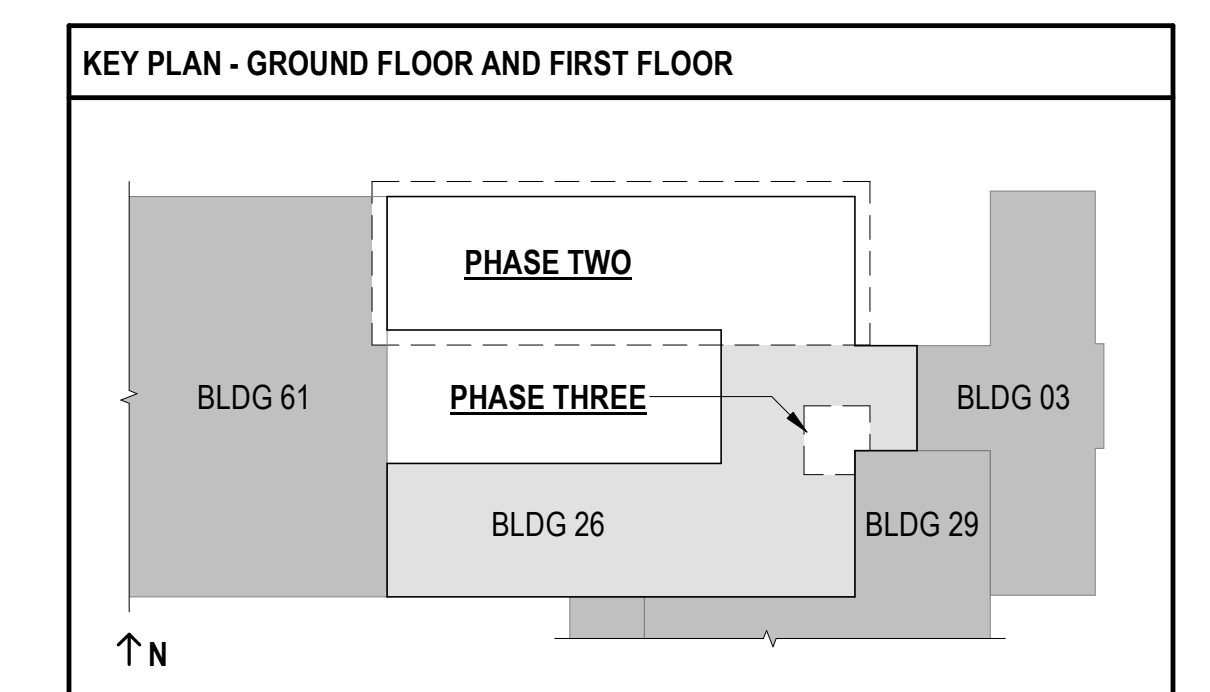 KEY PLAN - GROUND FLOOR AND FIRST FLOOR
PHASE TWO
BLDG 61
PHASE THREE
BLDG 03
BLDG 26
BLDG 29
N